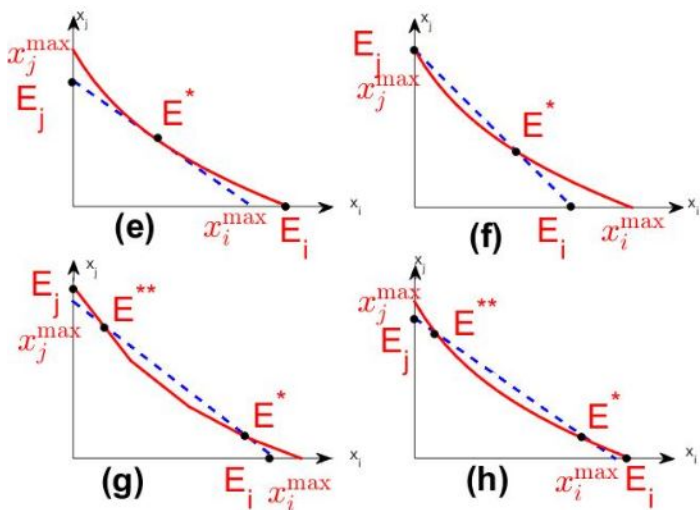 x_j
x_j^max
E_j
E^*
x_i
x_i^max
E_i
(e)
x_j
E_j
x_j^max
E^*
x_i
E_i
x_i^max
(f)
x_j
E_j
E^**
x_j^max
E^*
x_i
E_i
x_i^max
(g)
x_j
x_j^max
E^**
E_j
E^*
x_i
x_i^max
E_i
(h)